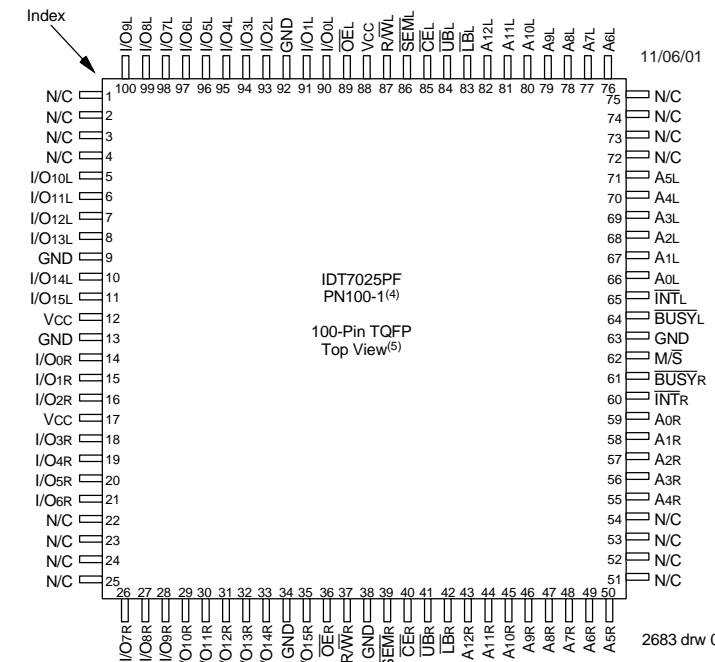 Index
I/O9L
I/O8L
I/O7L
I/O6L
I/O5L
I/O4L
I/O3L
I/O2L
GND
I/O1L
I/O0L
OEL
VCC
R/WL
SEML
CEL
UBL
LBL
A12L
A11L
A10L
A9L
A8L
A7L
A6L
11/06/01
100 99 98 97 96 95 94 93 92 91 90 89 88 87 86 85 84 83 82 81 80 79 78 77 76
N/C 1
N/C 2
N/C 3
N/C 4
I/O10L 5
I/O11L 6
I/O12L 7
I/O13L 8
GND 9
I/O14L 10
I/O15L 11
VCC 12
GND 13
I/O0R 14
I/O1R 15
I/O2R 16
VCC 17
I/O3R 18
I/O4R 19
I/O5R 20
I/O6R 21
N/C 22
N/C 23
N/C 24
N/C 25
IDT7025PF
PN100-1(4)
100-Pin TQFP
Top View(5)
75 N/C
74 N/C
73 N/C
72 N/C
71 A5L
70 A4L
69 A3L
68 A2L
67 A1L
66 A0L
65 INTL
64 BUSYL
63 GND
62 M/S
61 BUSYR
60 INTR
59 A0R
58 A1R
57 A2R
56 A3R
55 A4R
54 N/C
53 N/C
52 N/C
51 N/C
26 27 28 29 30 31 32 33 34 35 36 37 38 39 40 41 42 43 44 45 46 47 48 49 50
I/O7R
I/O8R
I/O9R
/O10R
/O11R
/O12R
/O13R
/O14R
GND
/O15R
OER
R/WR
GND
SEMR
CER
UBR
LBR
A12R
A11R
A10R
A9R
A8R
A7R
A6R
A5R
2683 drw 0